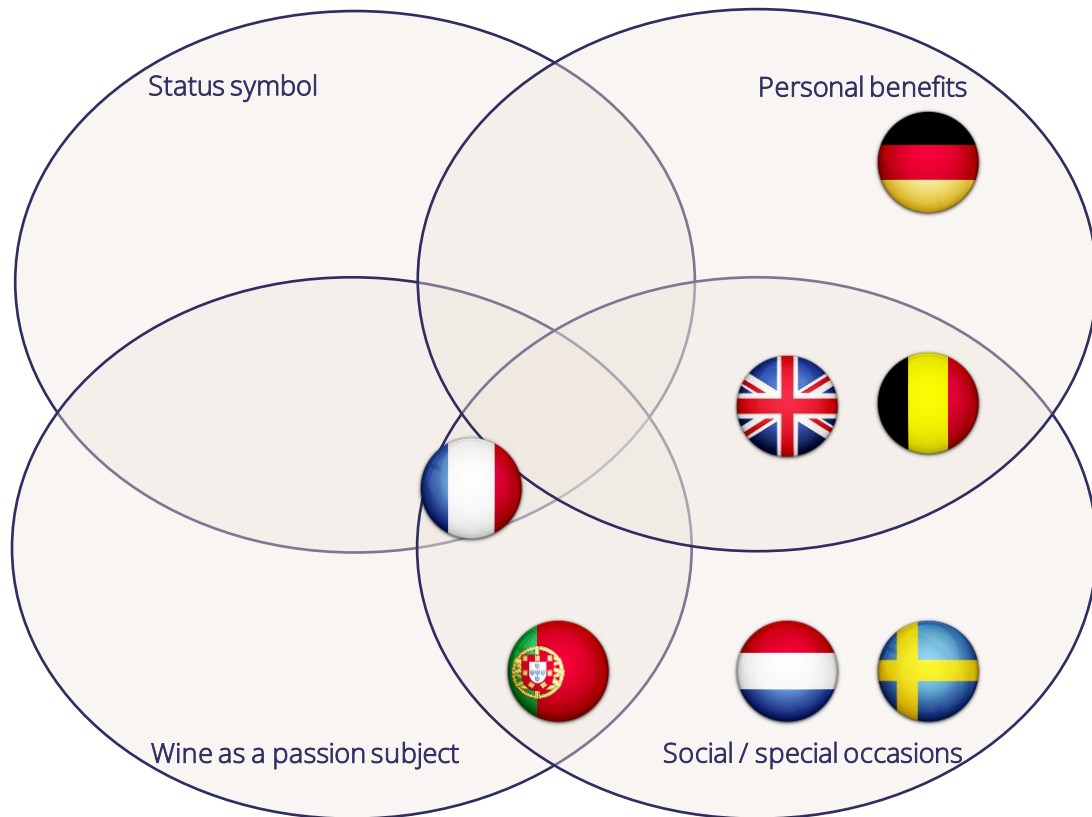 Status symbol
Personal benefits
Wine as a passion subject
Social / special occasions